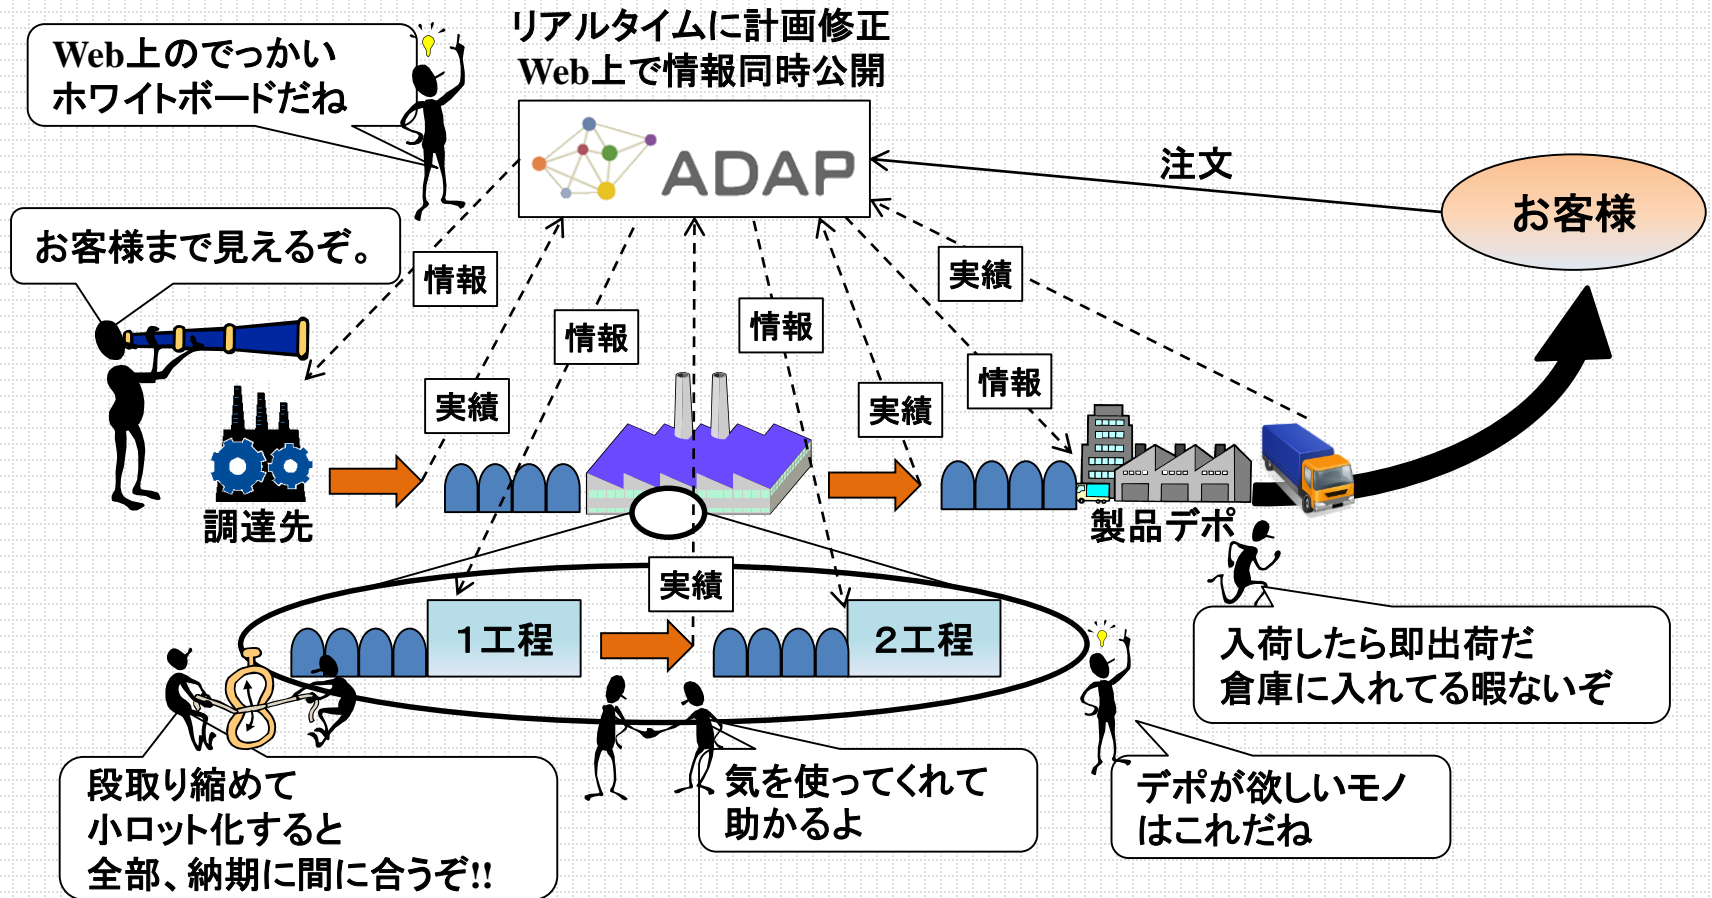 リアルタイムに計画修正
Web上で情報同時公開
Web上のでっかい
ホワイトボードだね
ADAP
注文
お客様
お客様まで見えるぞ。
情報
実績
情報
情報
実績
実績
情報
実績
調達先
製品デポ
実績
1工程
2工程
入荷したら即出荷だ
倉庫に入れてる暇ないぞ
段取り縮めて
小ロット化すると
全部、納期に間に合うぞ!!
気を使ってくれて
助かるよ
デポが欲しいモノ
はこれだね